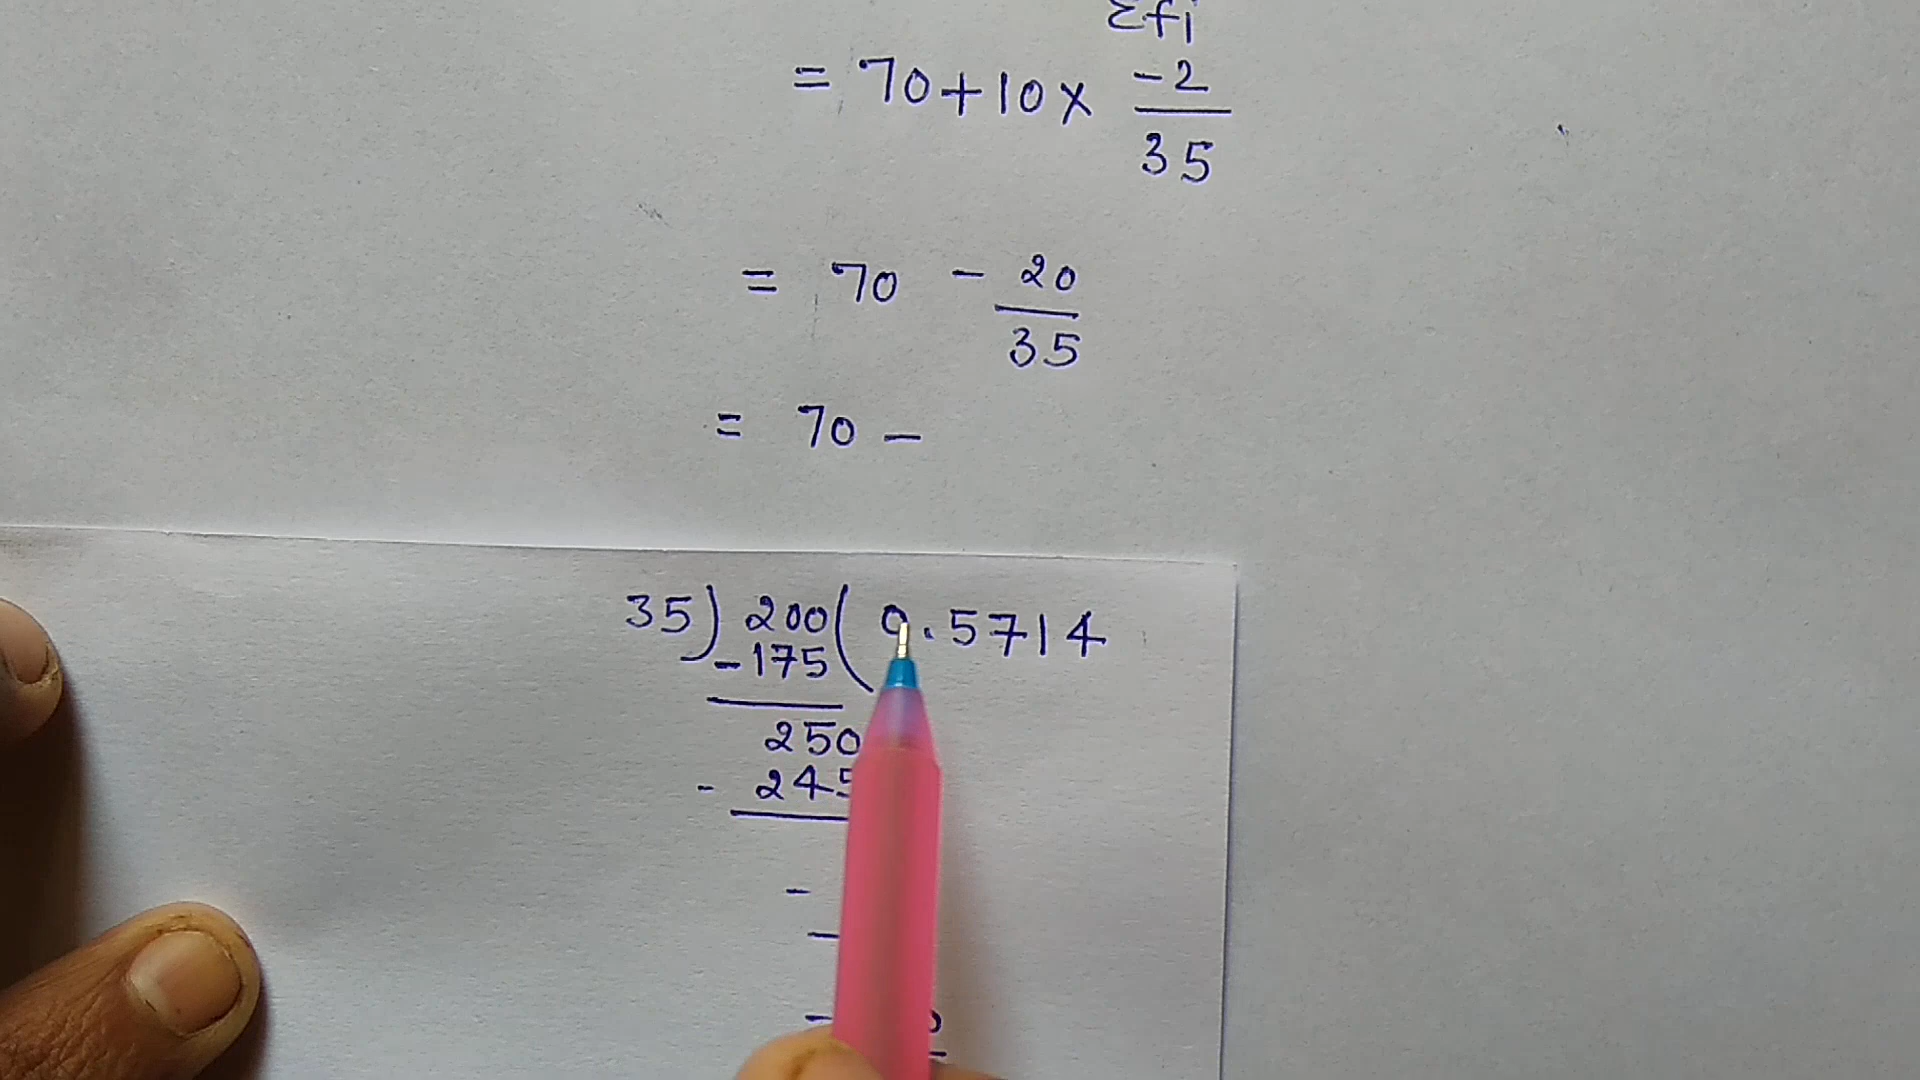 Σfi
= 70+10× -2/35
= 70 - 20/35
= 70 -
35)200(0.5714
-175
250
- 245
-
-